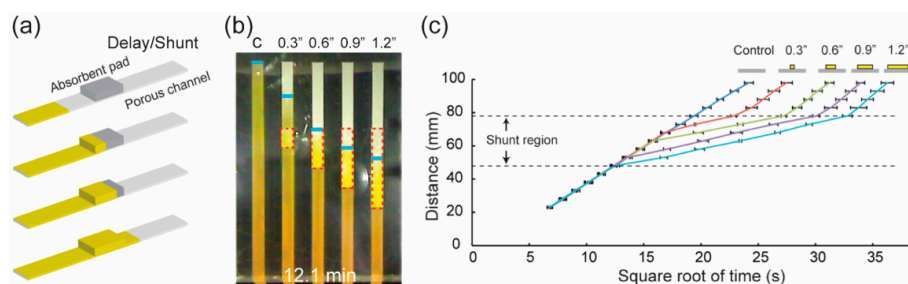 (a)
Delay/Shunt
Absorbent pad
Porous channel
(b)
C 0.3" 0.6" 0.9" 1.2"
12.1 min
(c)
Control 0.3" 0.6" 0.9" 1.2"
100
80
60
40
20
0
Distance (mm)
Shunt region
0 5 10 15 20 25 30 35
Square root of time (s)